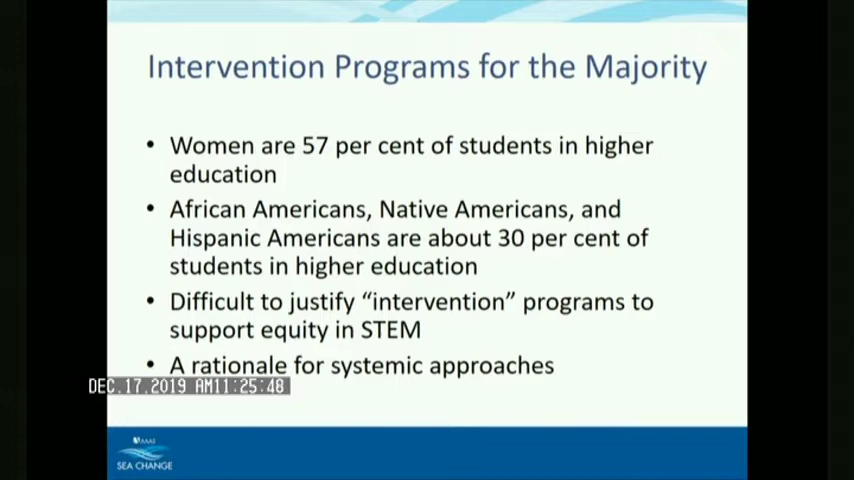 Intervention Programs for the Majority
• Women are 57 per cent of students in higher
education
• African Americans, Native Americans, and
Hispanic Americans are about 30 per cent of
students in higher education
• Difficult to justify “intervention” programs to
support equity in STEM
• A rationale for systemic approaches
DEC.17.2019 AM11:25:48
AAAS
SEA CHANGE